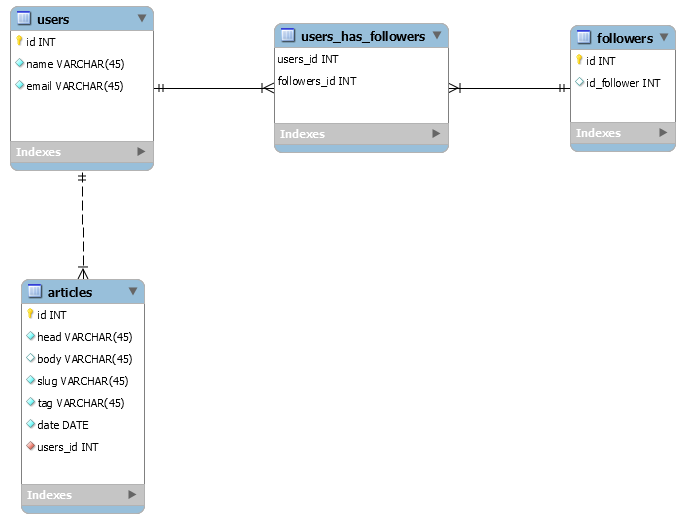 users
id INT
name VARCHAR(45)
email VARCHAR(45)
Indexes
users_has_followers
users_id INT
followers_id INT
Indexes
followers
id INT
id_follower INT
Indexes
articles
id INT
head VARCHAR(45)
body VARCHAR(45)
slug VARCHAR(45)
tag VARCHAR(45)
date DATE
users_id INT
Indexes